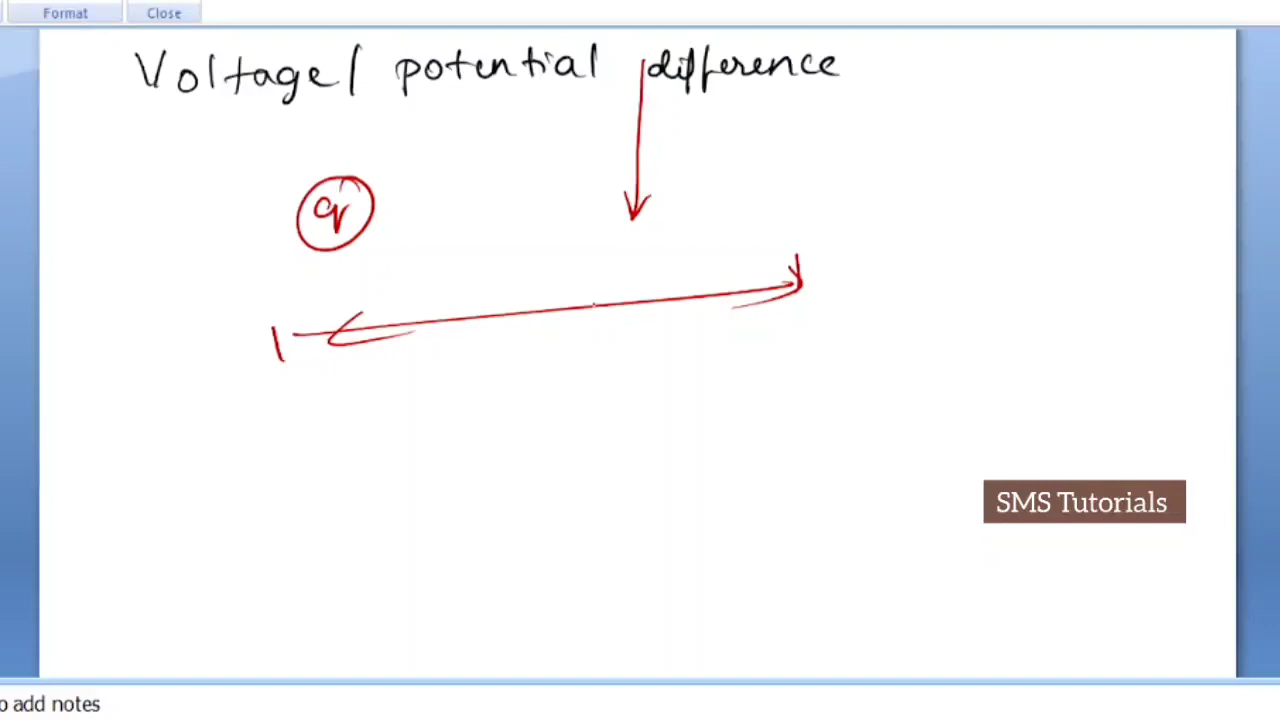 Format Close
Voltage/ potential difference
q
SMS Tutorials
o add notes